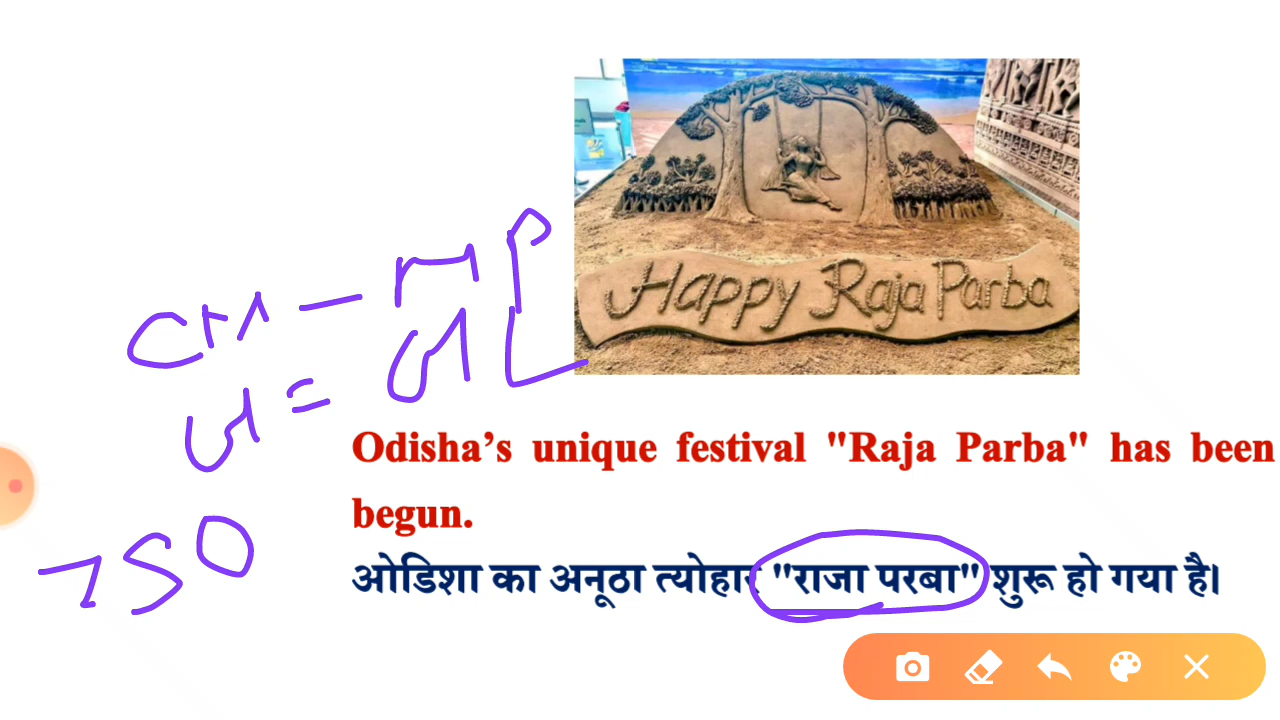 Happy Raja Parba
Odisha’s unique festival "Raja Parba" has been
begun.
ओडिशा का अनूठा त्योहार "राजा परबा" शुरू हो गया है।